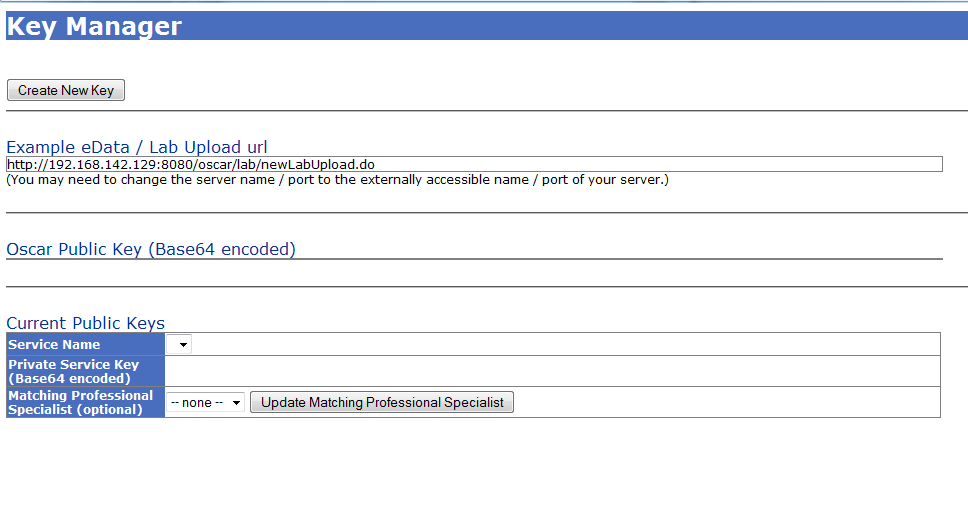 Key Manager
Create New Key
Example eData / Lab Upload url
http://192.168.142.129:8080/oscar/lab/newLabUpload.do
(You may need to change the server name / port to the externally accessible name / port of your server.)
Oscar Public Key (Base64 encoded)
Current Public Keys
Service Name
Private Service Key
(Base64 encoded)
Matching Professional
Specialist (optional)
-- none -- Update Matching Professional Specialist